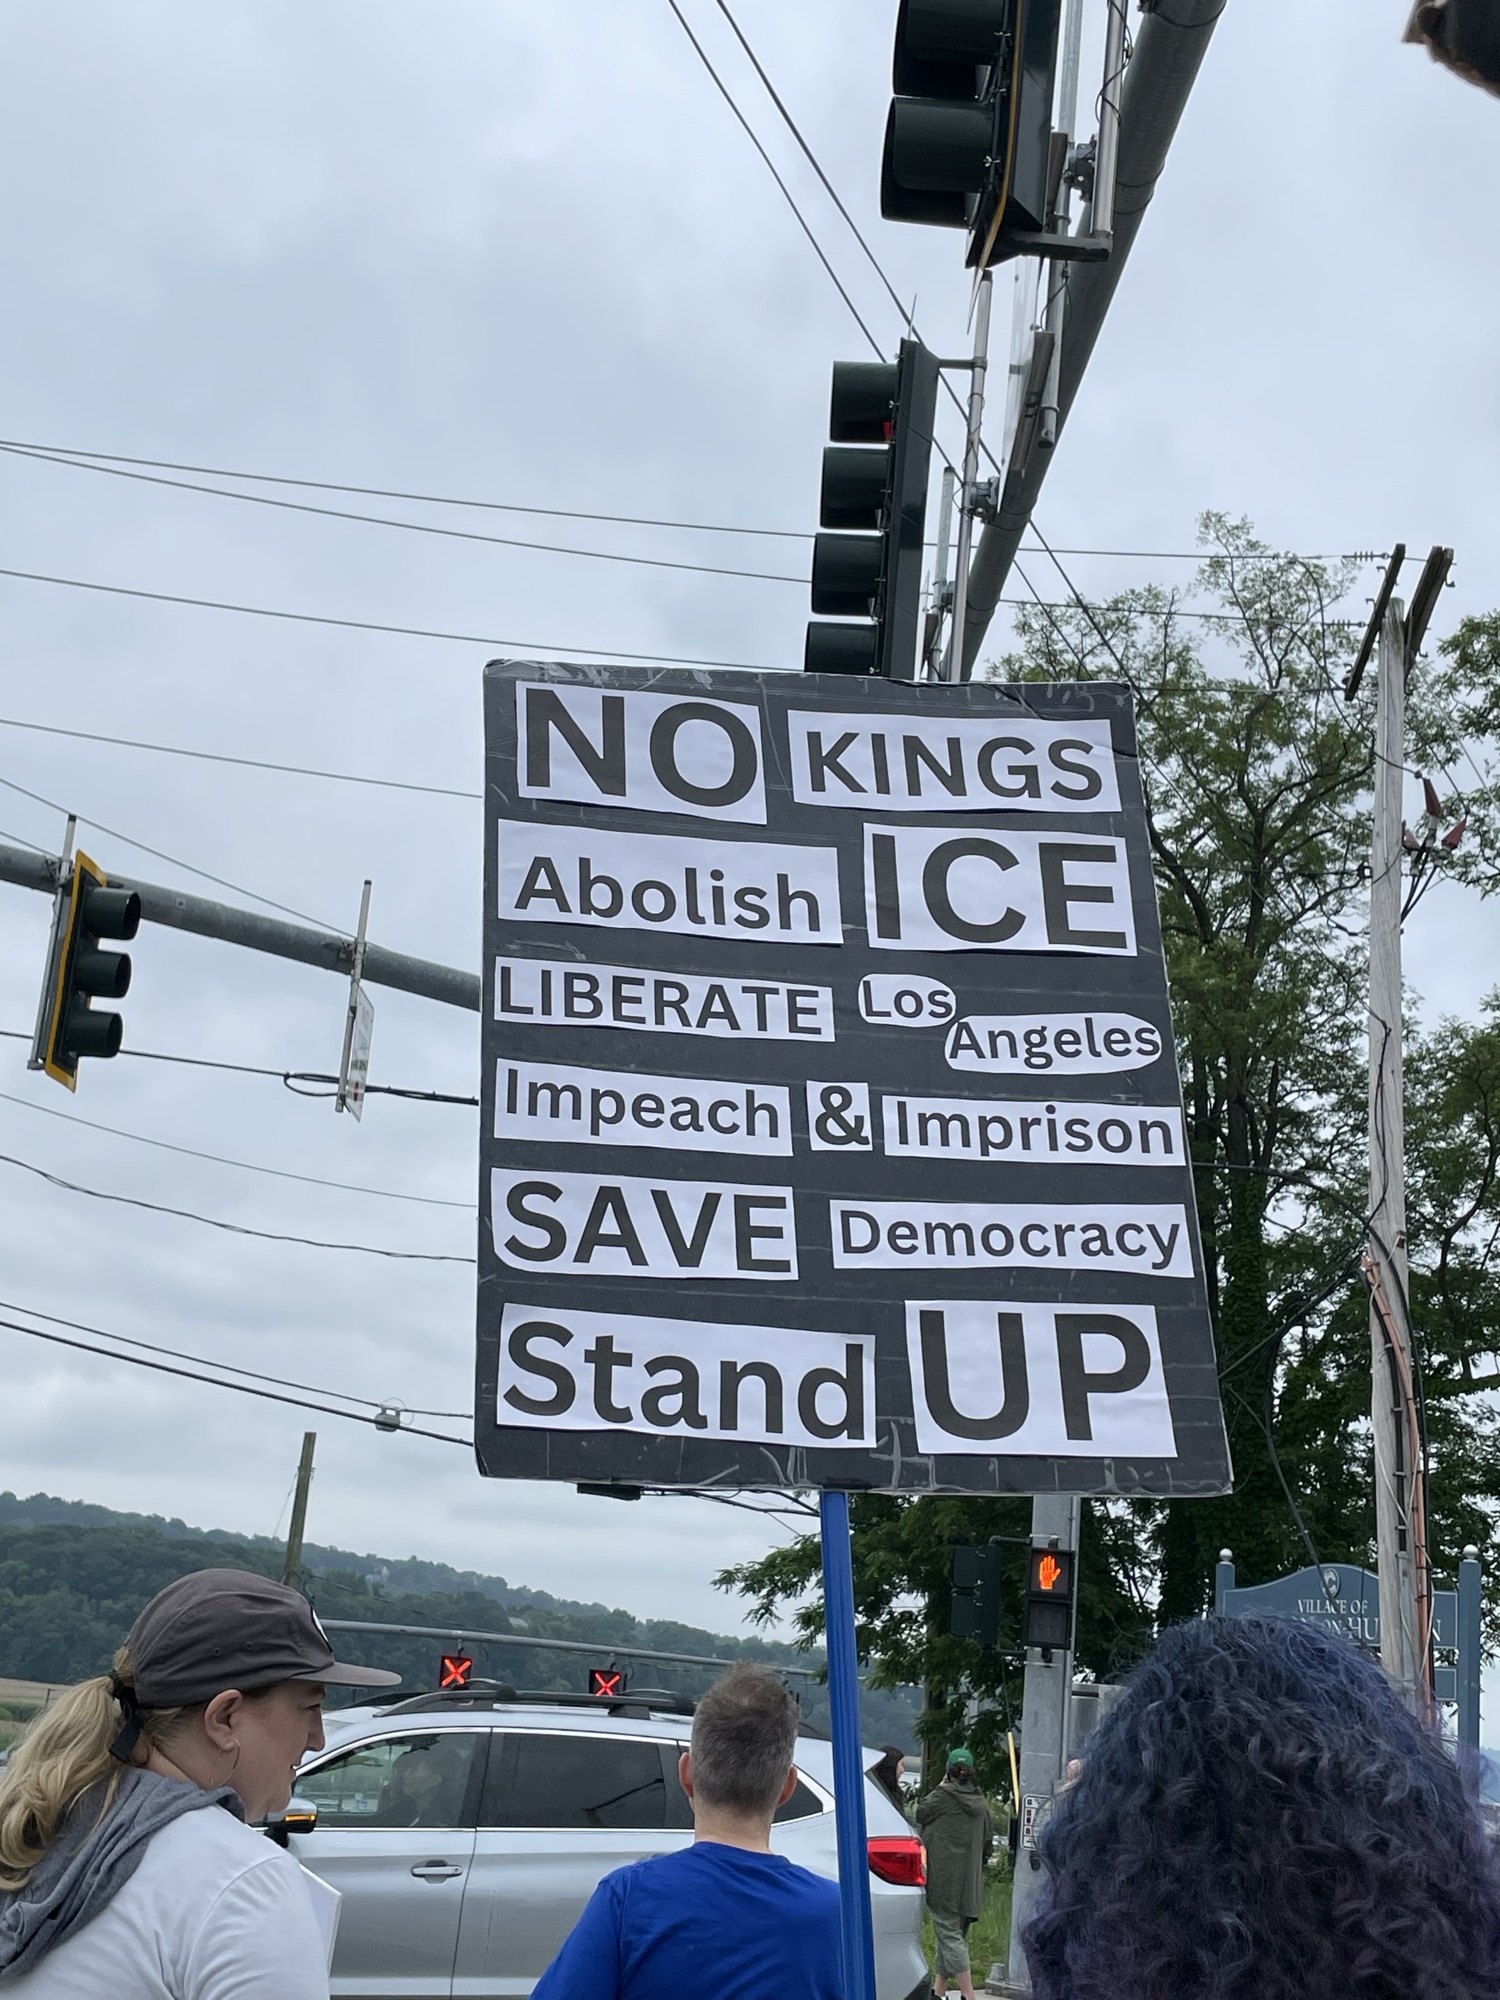 NO KINGS
Abolish ICE
LIBERATE Los Angeles
Impeach & Imprison
SAVE Democracy
Stand UP
VILLAGE OF